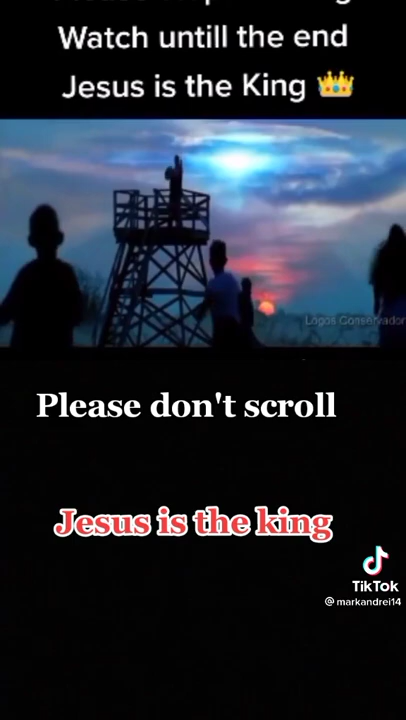 Watch untill the end
Jesus is the King 👑
Logos Conservador
Please don't scroll
Jesus is the king
TikTok
@markandrei14